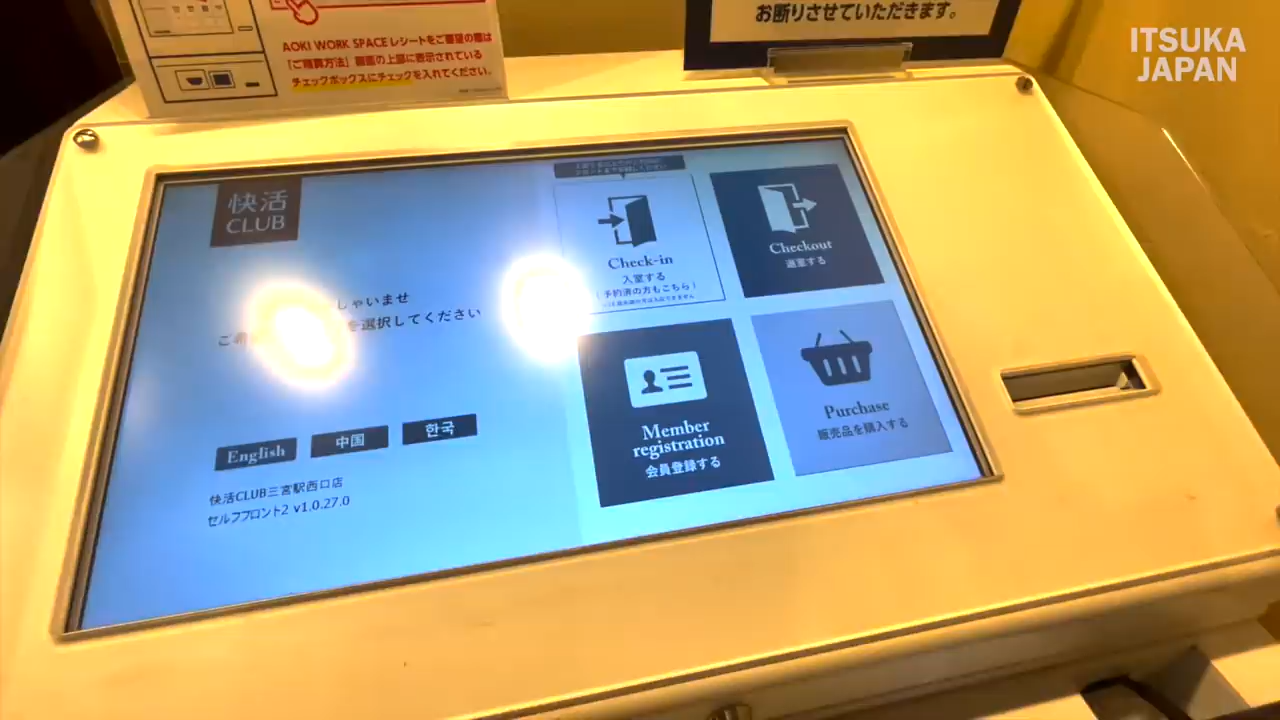 お断りさせていただきます。
ITSUKA
JAPAN
AOKI WORK SPACE レシートをご要望の際は
「ご精算方法」画面の上部に表示されている
チェックボックスにチェックを入れてください。
快活
CLUB
しゃいませ
ご希
を選択してください
English
中国
한국
快活CLUB三宮駅西口店
セルフフロント2 v1.0.27.0
Check-in
入室する
(予約済の方もこちら)
Checkout
退室する
Member
registration
会員登録する
Purchase
販売品を購入する